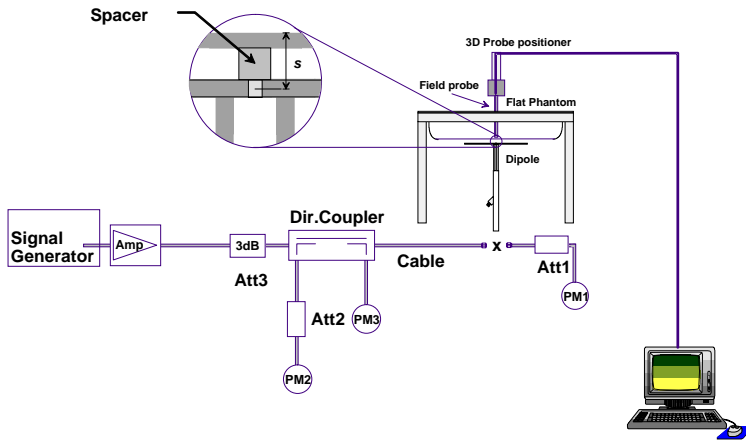 Spacer
s
3D Probe positioner
Field probe
Flat Phantom
Dipole
Signal
Generator
Amp
3dB
Att3
Dir.Coupler
Cable
x
Att1
PM1
Att2
PM3
PM2